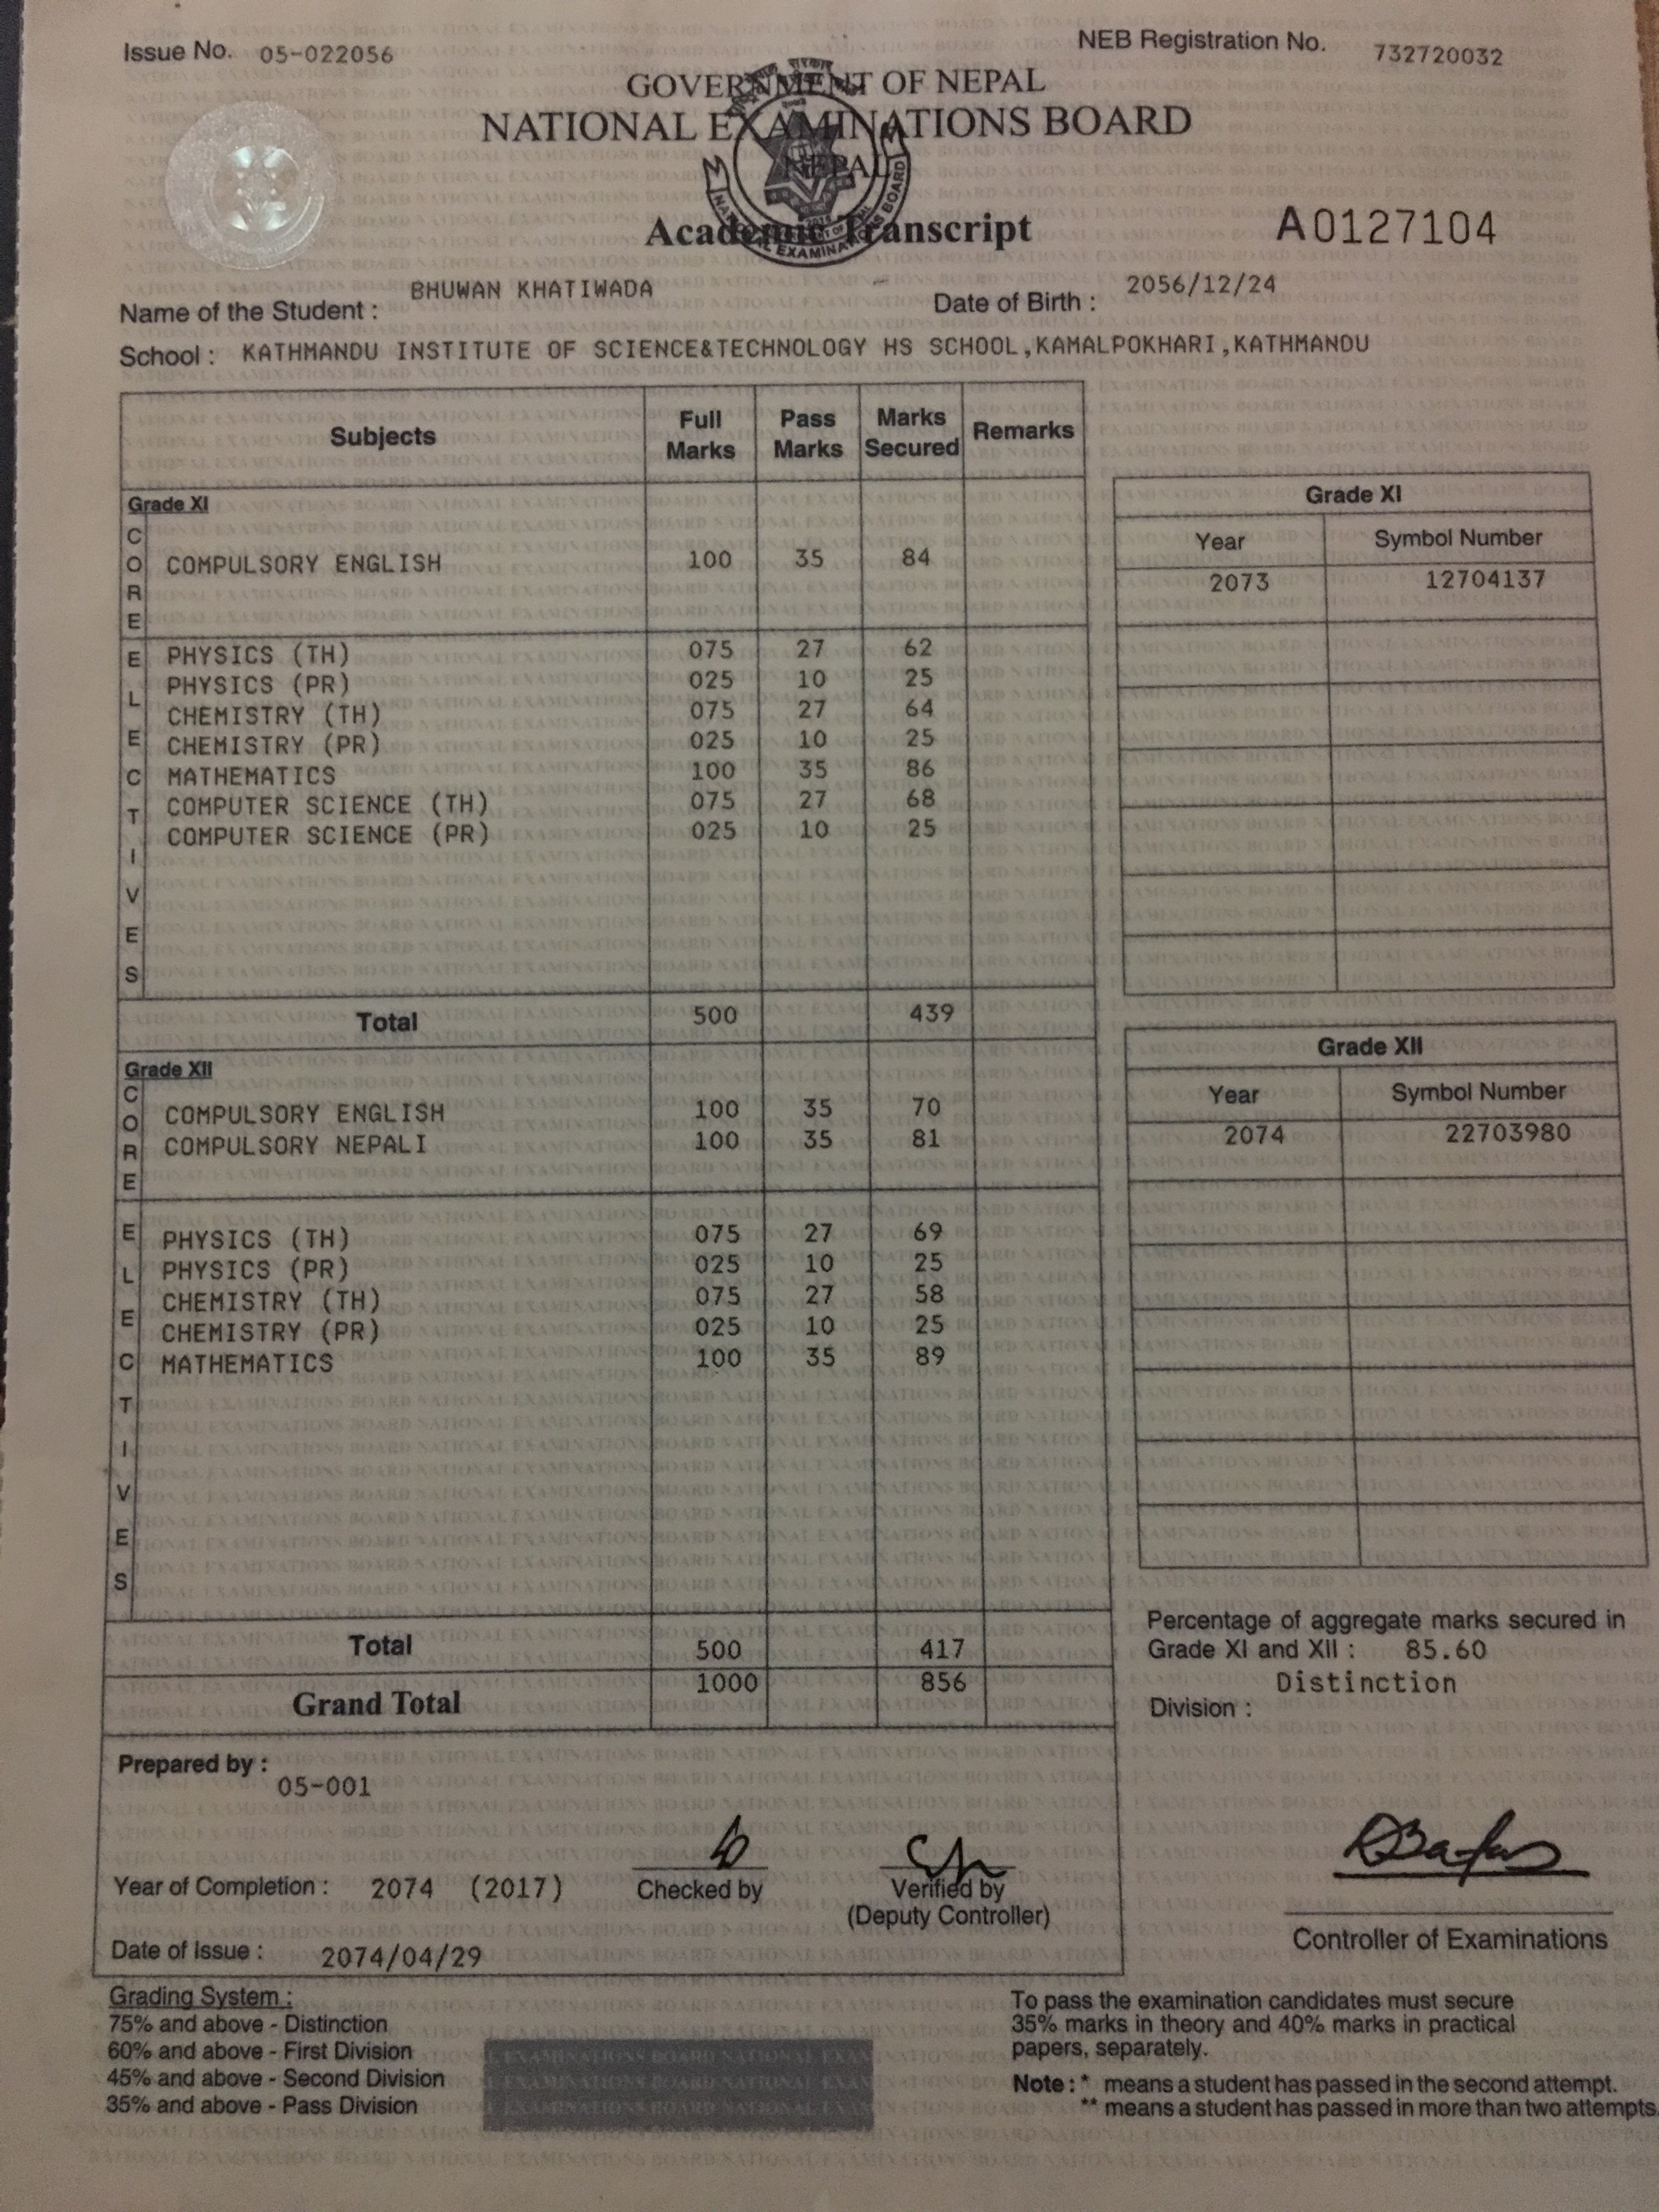 Issue No. 05-022056
NEB Registration No. 732720032
GOVERNMENT OF NEPAL
NATIONAL EXAMINATIONS BOARD
NEPAL
Academic Transcript
A0127104
Name of the Student : BHUWAN KHATIWADA
Date of Birth : 2056/12/24
School : KATHMANDU INSTITUTE OF SCIENCE&TECHNOLOGY HS SCHOOL,KAMALPOKHARI,KATHMANDU
Subjects Full Marks Pass Marks Marks Secured Remarks
Grade XI
CORE
COMPULSORY ENGLISH 100 35 84
ELECTIVES
PHYSICS (TH) 075 27 62
PHYSICS (PR) 025 10 25
CHEMISTRY (TH) 075 27 64
CHEMISTRY (PR) 025 10 25
MATHEMATICS 100 35 86
COMPUTER SCIENCE (TH) 075 27 68
COMPUTER SCIENCE (PR) 025 10 25
Total 500 439
Grade XII
CORE
COMPULSORY ENGLISH 100 35 70
COMPULSORY NEPALI 100 35 81
ELECTIVES
PHYSICS (TH) 075 27 69
PHYSICS (PR) 025 10 25
CHEMISTRY (TH) 075 27 58
CHEMISTRY (PR) 025 10 25
MATHEMATICS 100 35 89
Total 500 417
Grand Total 1000 856
Grade XI
Year Symbol Number
2073 12704137
Grade XII
Year Symbol Number
2074 22703980
Percentage of aggregate marks secured in
Grade XI and XII : 85.60
Distinction
Division :
Prepared by :
05-001
Year of Completion : 2074 (2017)
Checked by
Verified by
(Deputy Controller)
Controller of Examinations
Date of Issue : 2074/04/29
Grading System :
75% and above - Distinction
60% and above - First Division
45% and above - Second Division
35% and above - Pass Division
To pass the examination candidates must secure
35% marks in theory and 40% marks in practical
papers, separately.
Note : * means a student has passed in the second attempt.
** means a student has passed in more than two attempts.